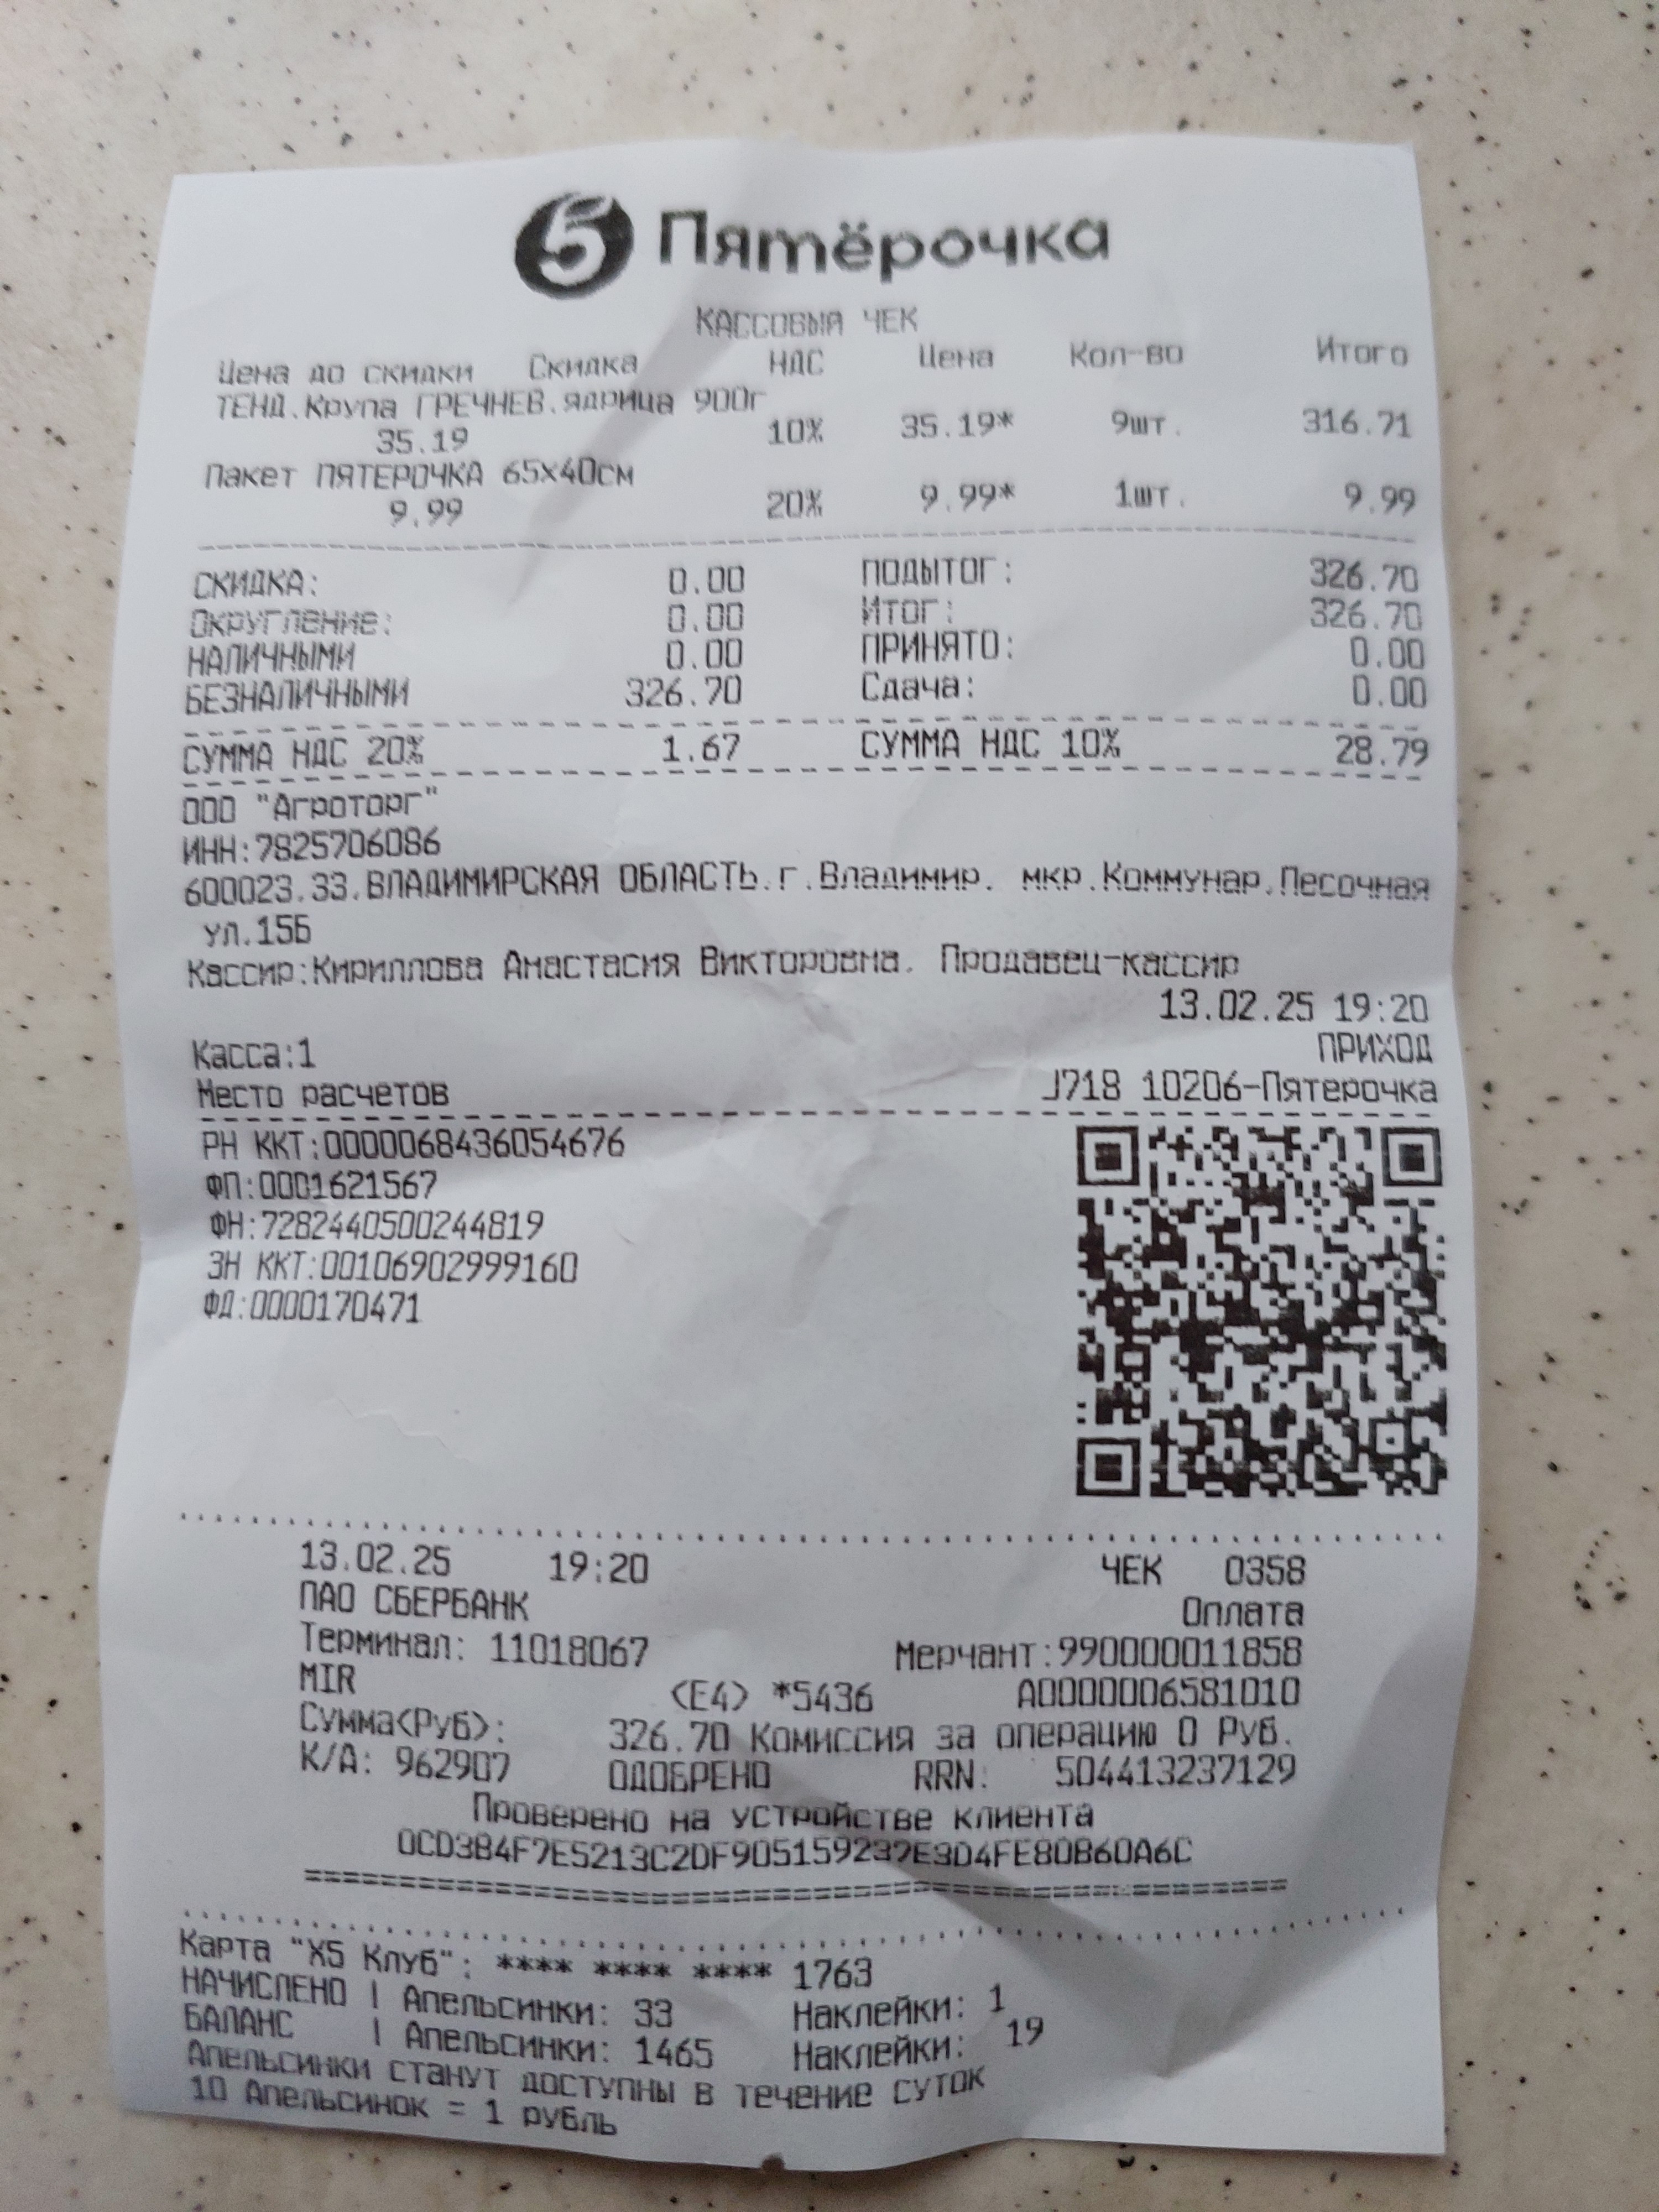 5 Пятёрочка
КАССОВЫЙ ЧЕК
Цена до скидки Скидка НДС Цена Кол-во Итого
ТЕНД.Крупа ГРЕЧНЕВ.ядрица 900г
35.19 10% 35.19* 9шт. 316.71
Пакет ПЯТЕРОЧКА 65х40см
9.99 20% 9.99* 1шт. 9.99
СКИДКА: 0.00 ПОДЫТОГ: 326.70
ОКРУГЛЕНИЕ: 0.00 ИТОГ: 326.70
НАЛИЧНЫМИ 0.00 ПРИНЯТО: 0.00
БЕЗНАЛИЧНЫМИ 326.70 Сдача: 0.00
СУММА НДС 20% 1.67 СУММА НДС 10% 28.79
ООО "Агроторг"
ИНН:7825706086
600023.33.ВЛАДИМИРСКАЯ ОБЛАСТЬ.г.Владимир. мкр.Коммунар.Песочная
ул.15Б
Кассир:Кириллова Анастасия Викторовна. Продавец-кассир
13.02.25 19:20
Касса:1 ПРИХОД
Место расчетов J718 10206-Пятерочка
РН ККТ:0000068436054676
ФП:0001621567
ФН:7282440500244819
ЗН ККТ:00106902999160
ФД:0000170471
13.02.25 19:20 ЧЕК 0358
ПАО СБЕРБАНК Оплата
Терминал: 11018067 Мерчант:990000011858
MIR <E4> *5436 A0000006581010
Сумма<Руб>: 326.70 Комиссия за операцию 0 Руб.
К/А: 962907 ОДОБРЕНО RRN: 504413237129
Проверено на устройстве клиента
0CD3B4F7E5213C2DF905159237E3D4FE80B60A6C
Карта "Х5 Клуб": **** **** **** 1763
НАЧИСЛЕНО | Апельсинки: 33 Наклейки: 1
БАЛАНС | Апельсинки: 1465 Наклейки: 19
Апельсинки станут доступны в течение суток
10 Апельсинок = 1 рубль